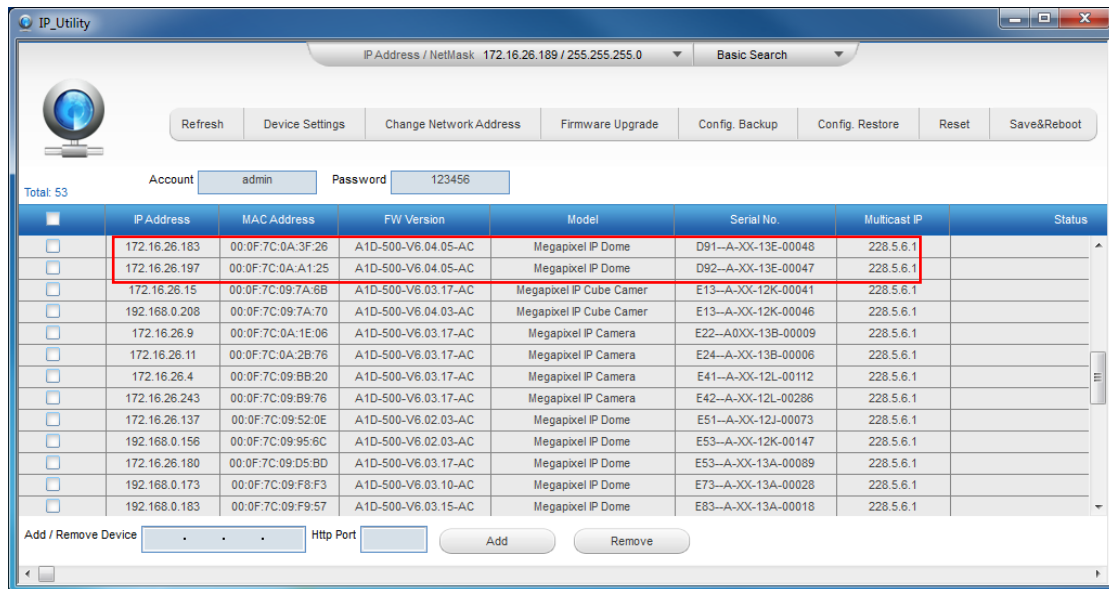 IP_Utility
IP Address / NetMask 172.16.26.189 / 255.255.255.0 Basic Search
Refresh Device Settings Change Network Address Firmware Upgrade Config. Backup Config. Restore Reset Save&Reboot
Account admin Password 123456
Total: 53
IP Address MAC Address FW Version Model Serial No. Multicast IP Status
172.16.26.183 00:0F:7C:0A:3F:26 A1D-500-V6.04.05-AC Megapixel IP Dome D91--A-XX-13E-00048 228.5.6.1
172.16.26.197 00:0F:7C:0A:A1:25 A1D-500-V6.04.05-AC Megapixel IP Dome D92--A-XX-13E-00047 228.5.6.1
172.16.26.15 00:0F:7C:09:7A:6B A1D-500-V6.03.17-AC Megapixel IP Cube Camer E13--A-XX-12K-00041 228.5.6.1
192.168.0.208 00:0F:7C:09:7A:70 A1D-500-V6.04.03-AC Megapixel IP Cube Camer E13--A-XX-12K-00046 228.5.6.1
172.16.26.9 00:0F:7C:0A:1E:06 A1D-500-V6.03.17-AC Megapixel IP Camera E22--A0XX-13B-00009 228.5.6.1
172.16.26.11 00:0F:7C:0A:2B:76 A1D-500-V6.03.17-AC Megapixel IP Camera E24--A-XX-13B-00006 228.5.6.1
172.16.26.4 00:0F:7C:09:BB:20 A1D-500-V6.03.17-AC Megapixel IP Camera E41--A-XX-12L-00112 228.5.6.1
172.16.26.243 00:0F:7C:09:B9:76 A1D-500-V6.03.17-AC Megapixel IP Camera E42--A-XX-12L-00286 228.5.6.1
172.16.26.137 00:0F:7C:09:52:0E A1D-500-V6.02.03-AC Megapixel IP Dome E51--A-XX-12J-00073 228.5.6.1
192.168.0.156 00:0F:7C:09:95:6C A1D-500-V6.02.03-AC Megapixel IP Dome E53--A-XX-12K-00147 228.5.6.1
172.16.26.180 00:0F:7C:09:D5:BD A1D-500-V6.03.17-AC Megapixel IP Dome E53--A-XX-13A-00089 228.5.6.1
192.168.0.173 00:0F:7C:09:F8:F3 A1D-500-V6.03.10-AC Megapixel IP Dome E73--A-XX-13A-00028 228.5.6.1
192.168.0.183 00:0F:7C:09:F9:57 A1D-500-V6.03.15-AC Megapixel IP Dome E83--A-XX-13A-00018 228.5.6.1
Add / Remove Device . . . Http Port Add Remove